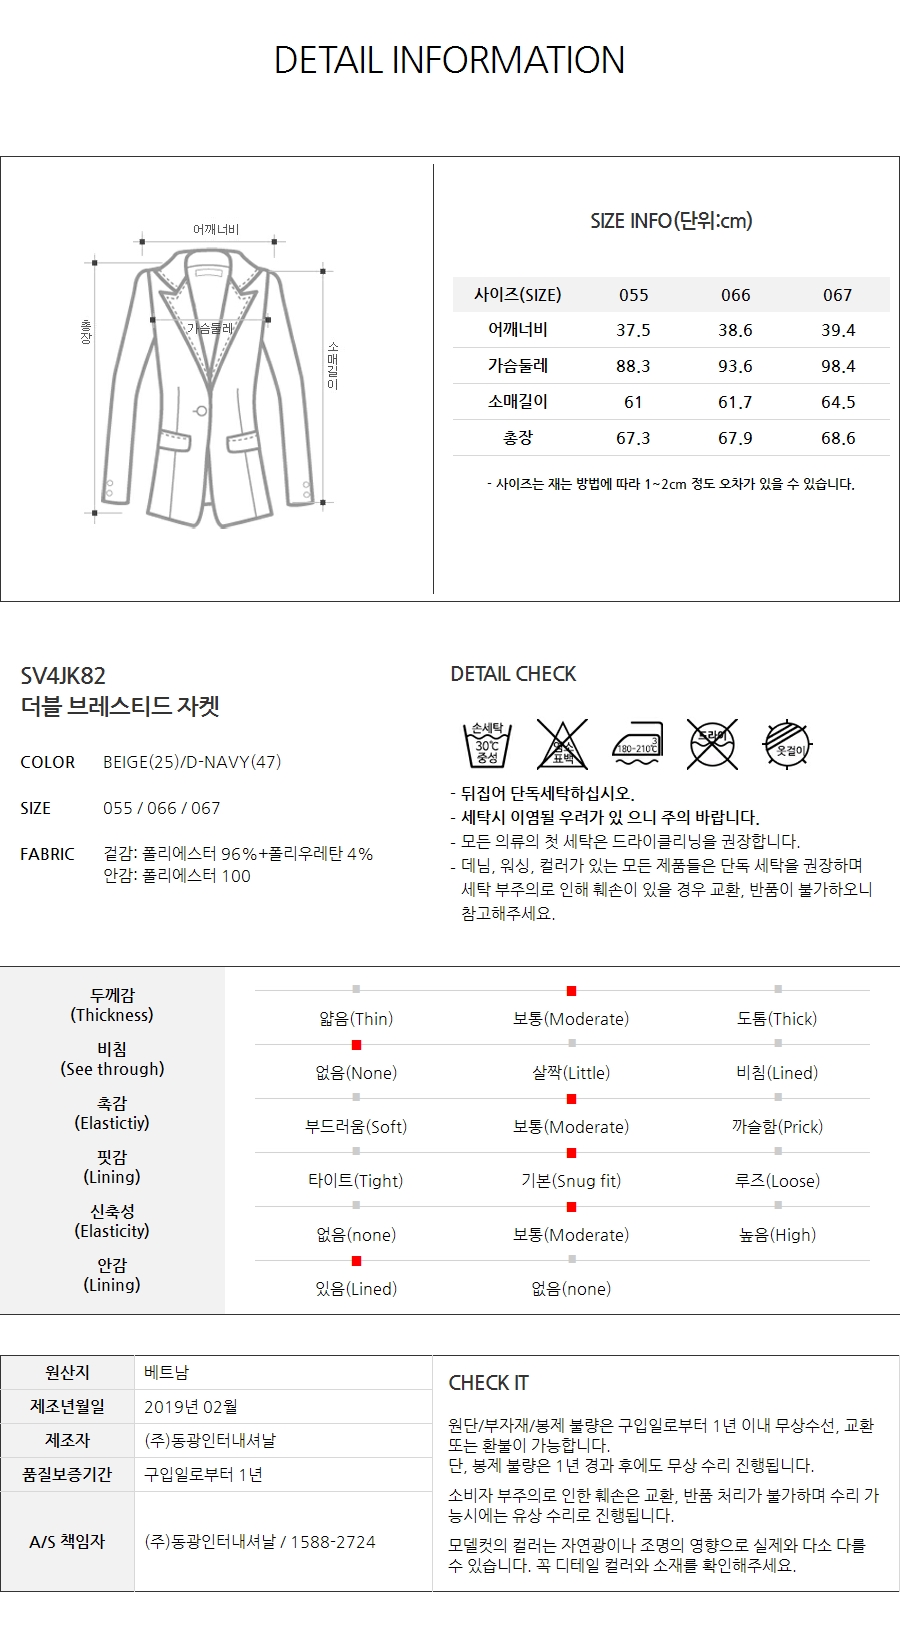 DETAIL INFORMATION
어깨너비
총장
가슴둘레
소매길이
SIZE INFO(단위:cm)
사이즈(SIZE) 055 066 067
어깨너비 37.5 38.6 39.4
가슴둘레 88.3 93.6 98.4
소매길이 61 61.7 64.5
총장 67.3 67.9 68.6
- 사이즈는 재는 방법에 따라 1~2cm 정도 오차가 있을 수 있습니다.
SV4JK82
더블 브레스티드 자켓
COLOR BEIGE(25)/D-NAVY(47)
SIZE 055 / 066 / 067
FABRIC 겉감: 폴리에스터 96%+폴리우레탄 4%
안감: 폴리에스터 100
DETAIL CHECK
손세탁
30℃
중성
염소
표백
3
180-210℃
드라이
옷걸이
- 뒤집어 단독세탁하십시오.
- 세탁시 이염될 우려가 있 으니 주의 바랍니다.
- 모든 의류의 첫 세탁은 드라이클리닝을 권장합니다.
- 데님, 워싱, 컬러가 있는 모든 제품들은 단독 세탁을 권장하며
세탁 부주의로 인해 훼손이 있을 경우 교환, 반품이 불가하오니
참고해주세요.
두께감
(Thickness)
얇음(Thin) 보통(Moderate) 도톰(Thick)
비침
(See through)
없음(None) 살짝(Little) 비침(Lined)
촉감
(Elastictiy)
부드러움(Soft) 보통(Moderate) 까슬함(Prick)
핏감
(Lining)
타이트(Tight) 기본(Snug fit) 루즈(Loose)
신축성
(Elasticity)
없음(none) 보통(Moderate) 높음(High)
안감
(Lining)
있음(Lined) 없음(none)
원산지 베트남
제조년월일 2019년 02월
제조자 (주)동광인터내셔날
품질보증기간 구입일로부터 1년
A/S 책임자 (주)동광인터내셔날 / 1588-2724
CHECK IT
원단/부자재/봉제 불량은 구입일로부터 1년 이내 무상수선, 교환
또는 환불이 가능합니다.
단, 봉제 불량은 1년 경과 후에도 무상 수리 진행됩니다.
소비자 부주의로 인한 훼손은 교환, 반품 처리가 불가하며 수리 가
능시에는 유상 수리로 진행됩니다.
모델컷의 컬러는 자연광이나 조명의 영향으로 실제와 다소 다를
수 있습니다. 꼭 디테일 컬러와 소재를 확인해주세요.